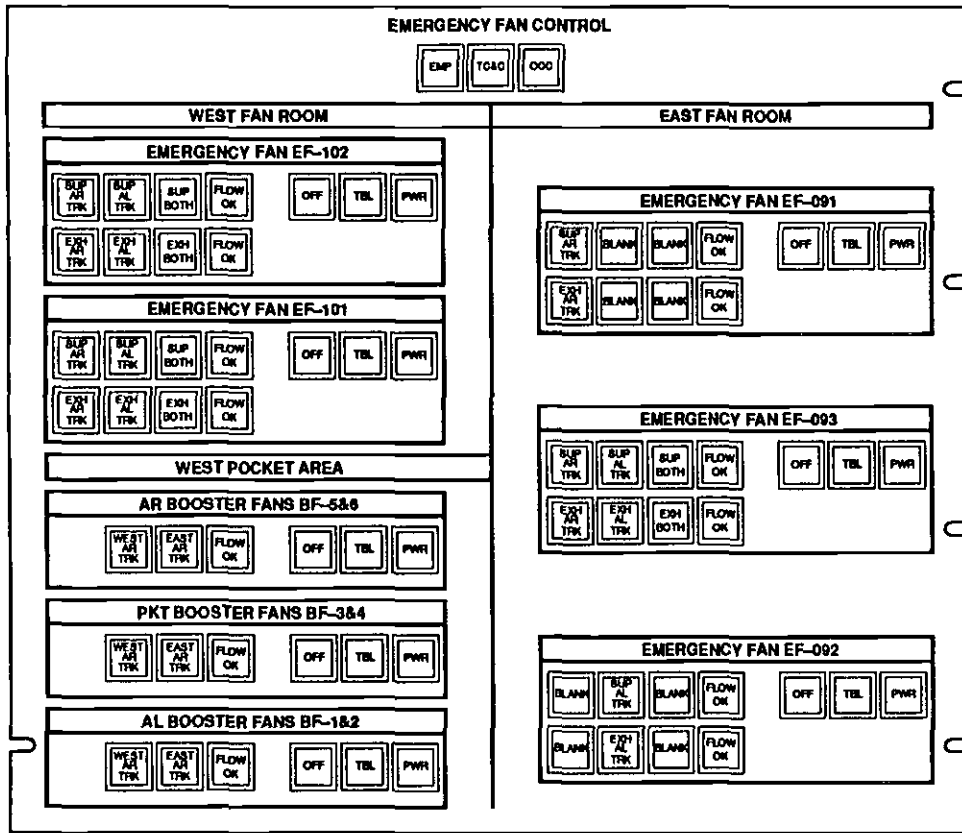 EMERGENCY FAN CONTROL
EMP TC&C OCC
WEST FAN ROOM
EMERGENCY FAN EF–102
SUP AR TRK SUP AL TRK SUP BOTH FLOW OK OFF TBL PWR
EXH AR TRK EXH AL TRK EXH BOTH FLOW OK
EMERGENCY FAN EF–101
SUP AR TRK SUP AL TRK SUP BOTH FLOW OK OFF TBL PWR
EXH AR TRK EXH AL TRK EXH BOTH FLOW OK
WEST POCKET AREA
AR BOOSTER FANS BF–5&6
WEST AR TRK EAST AR TRK FLOW OK OFF TBL PWR
PKT BOOSTER FANS BF–3&4
WEST AR TRK EAST AR TRK FLOW OK OFF TBL PWR
AL BOOSTER FANS BF–1&2
WEST AR TRK EAST AR TRK FLOW OK OFF TBL PWR
EAST FAN ROOM
EMERGENCY FAN EF–091
SUP AR TRK BLANK BLANK FLOW OK OFF TBL PWR
EXH AR TRK BLANK BLANK FLOW OK
EMERGENCY FAN EF–093
SUP AR TRK SUP AL TRK SUP BOTH FLOW OK OFF TBL PWR
EXH AR TRK EXH AL TRK EXH BOTH FLOW OK
EMERGENCY FAN EF–092
BLANK SUP AL TRK BLANK FLOW OK OFF TBL PWR
BLANK EXH AL TRK BLANK FLOW OK